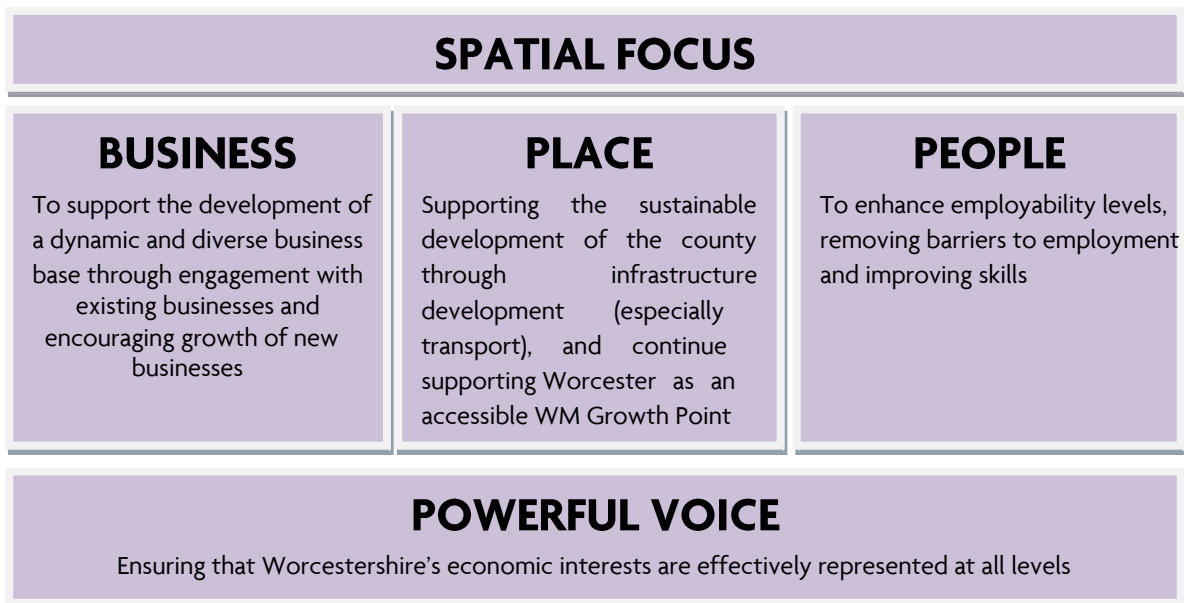 SPATIAL FOCUS
BUSINESS
To support the development of
a dynamic and diverse business
base through engagement with
existing businesses and
encouraging growth of new
businesses
PLACE
Supporting the sustainable
development of the county
through infrastructure
development (especially
transport), and continue
supporting Worcester as an
accessible WM Growth Point
PEOPLE
To enhance employability levels,
removing barriers to employment
and improving skills
POWERFUL VOICE
Ensuring that Worcestershire’s economic interests are effectively represented at all levels